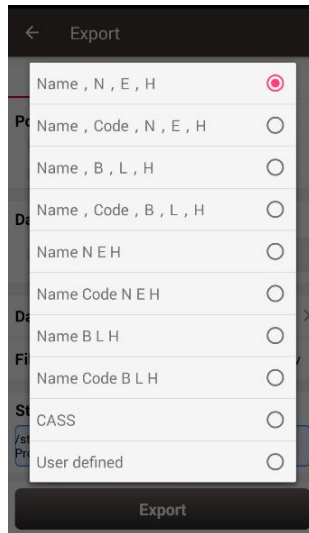 Export
Name , N , E , H
Name , Code , N , E , H
Name , B , L , H
Name , Code , B , L , H
Name N E H
Name Code N E H
Name B L H
Name Code B L H
CASS
User defined
Export